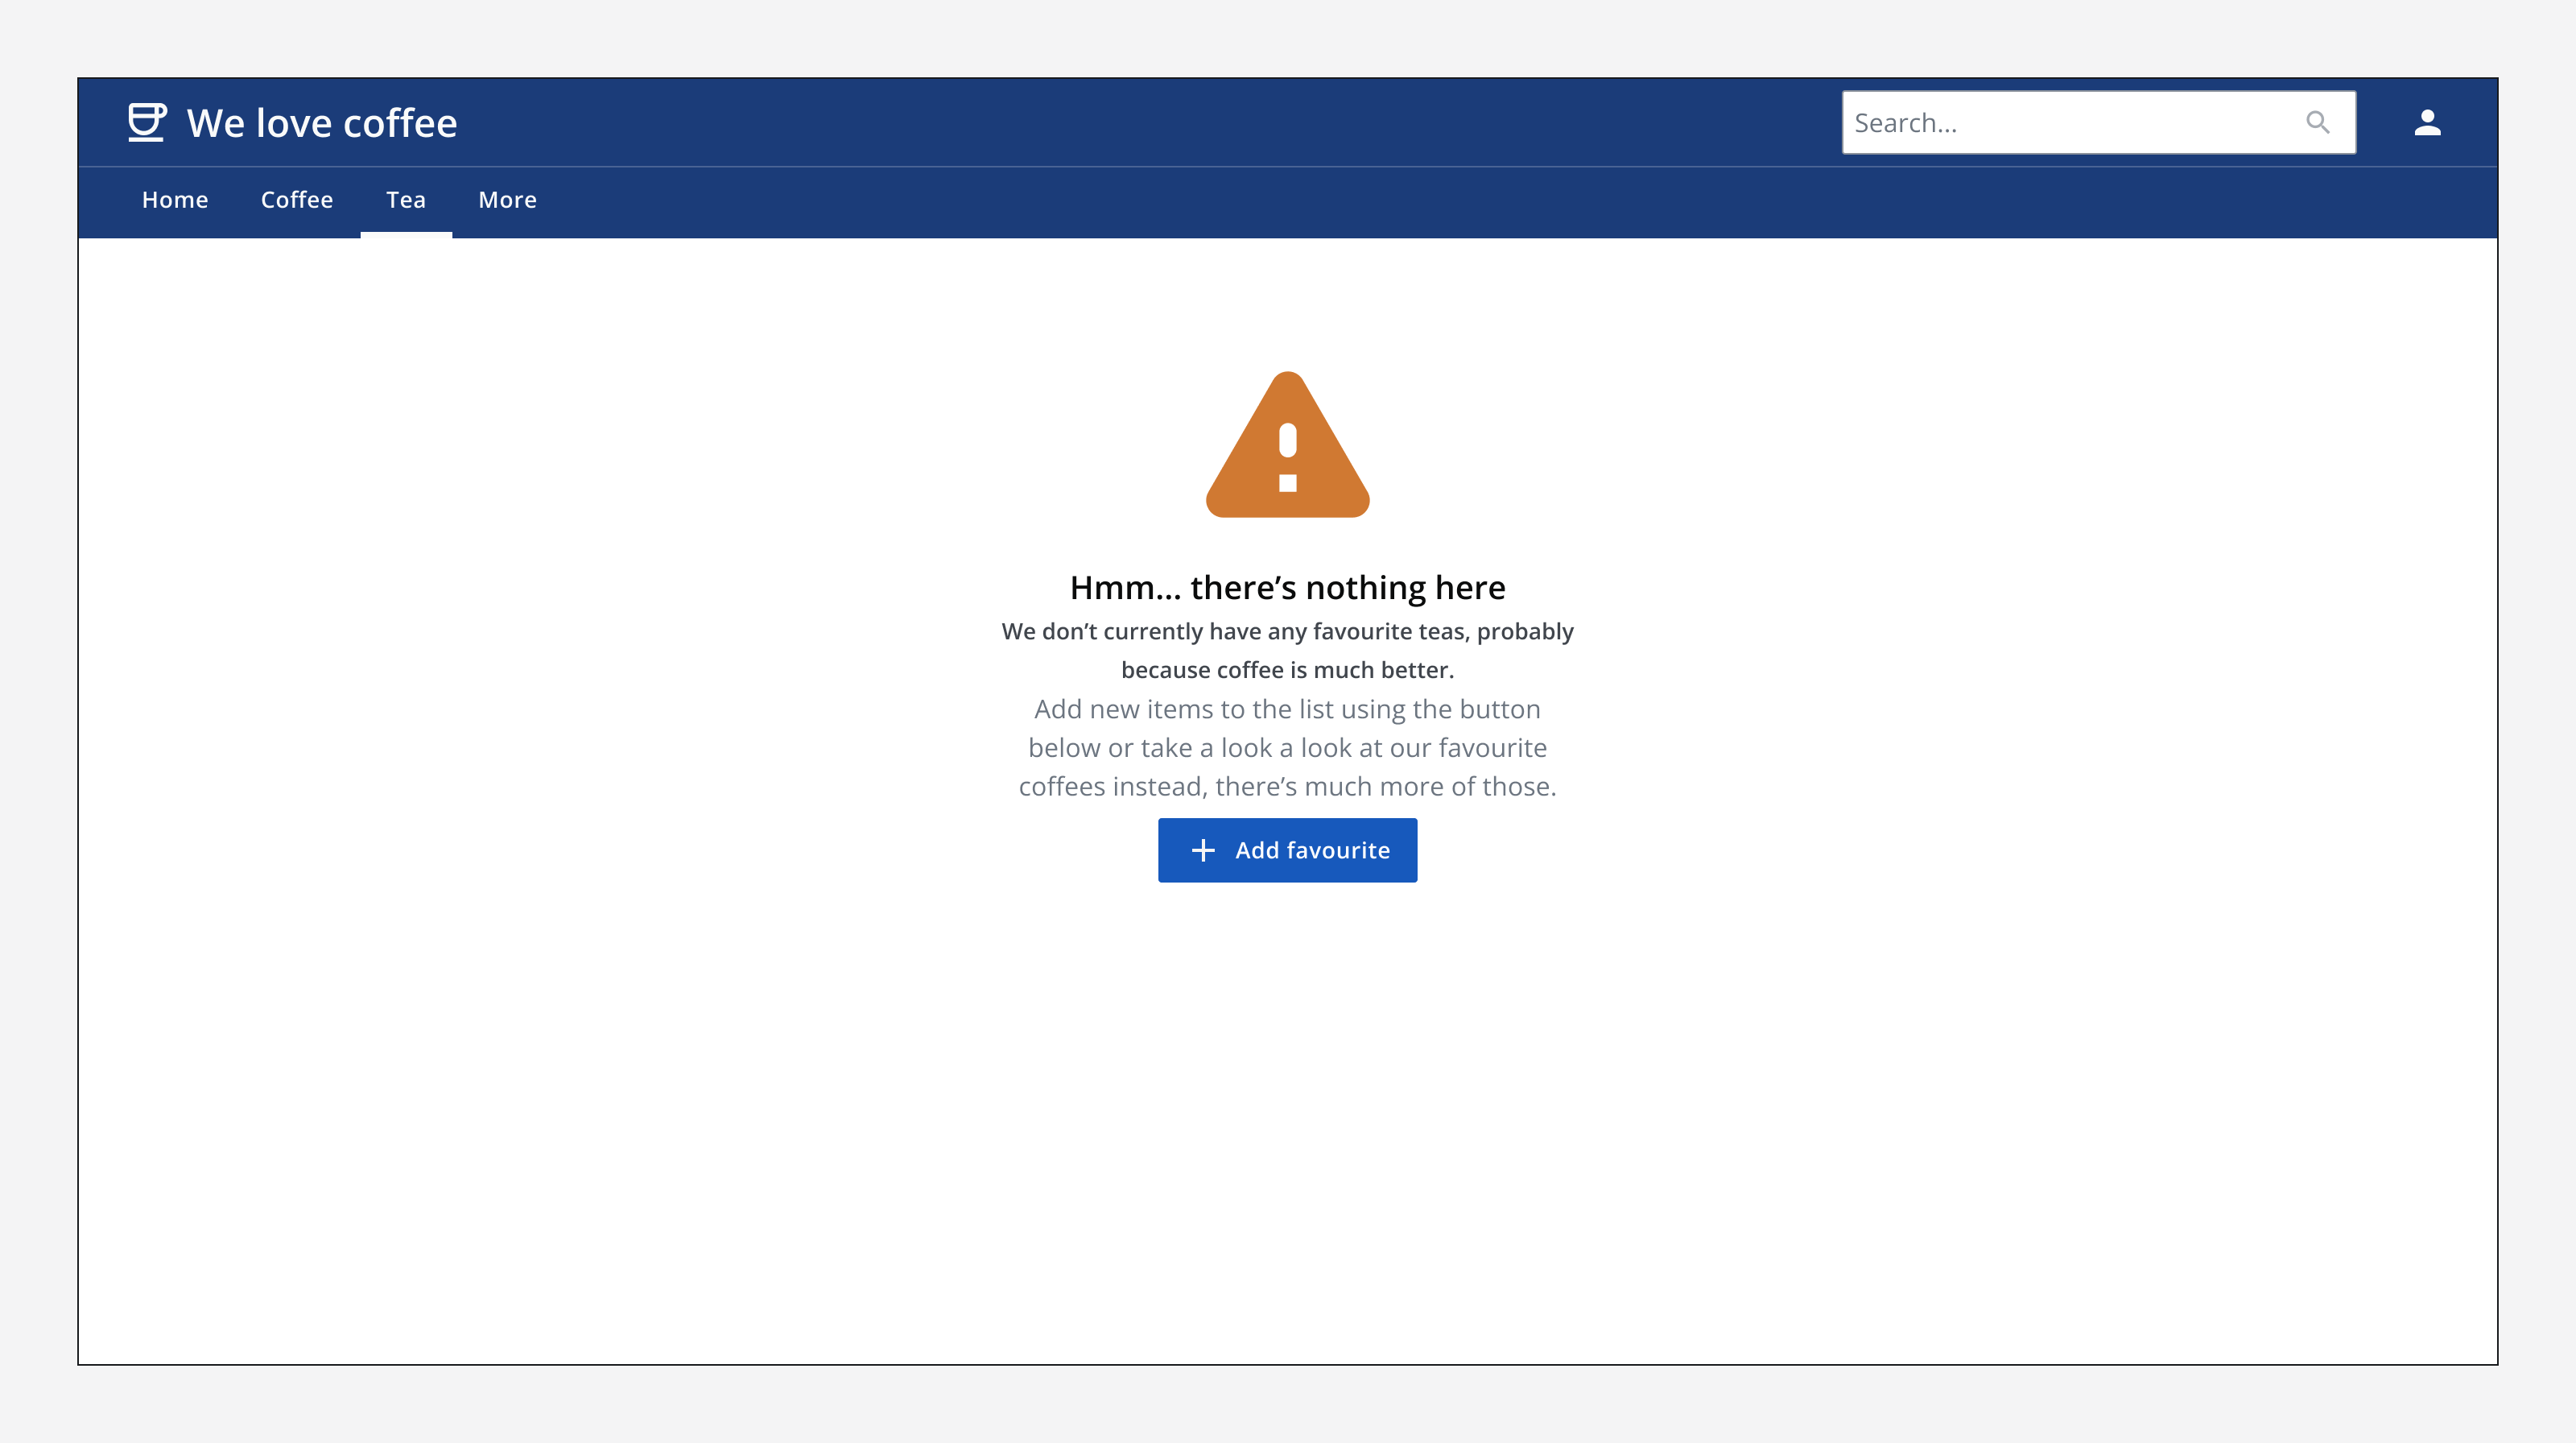 We love coffee
Search...
Home Coffee Tea More
Hmm... there’s nothing here
We don’t currently have any favourite teas, probably
because coffee is much better.
Add new items to the list using the button
below or take a look a look at our favourite
coffees instead, there’s much more of those.
Add favourite